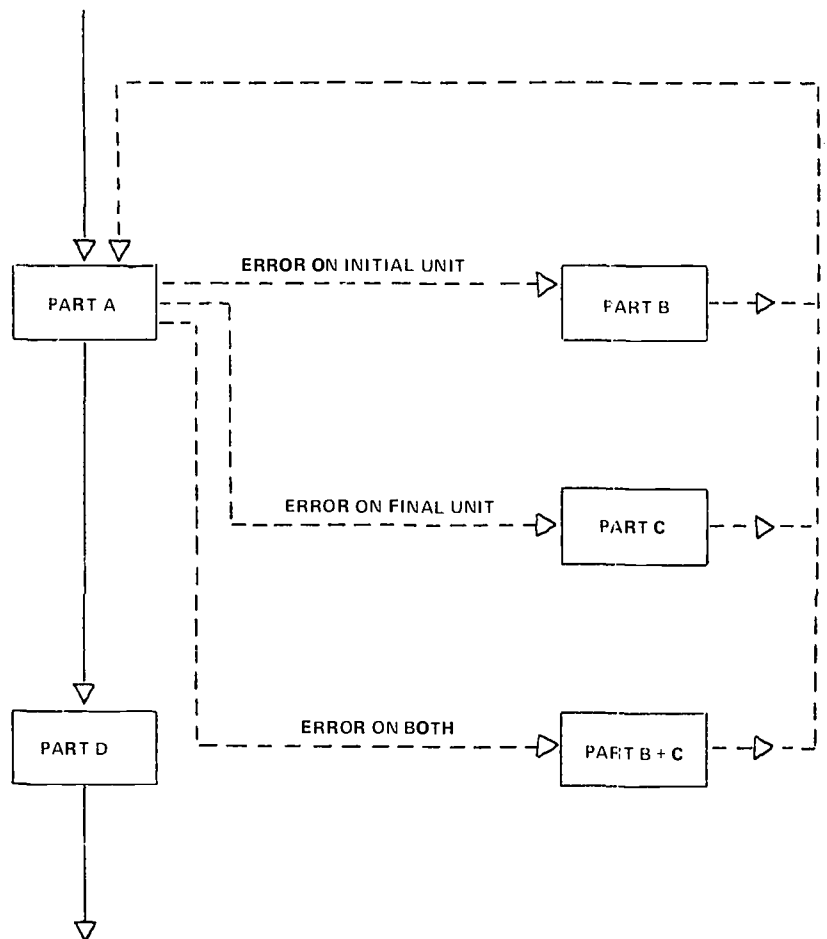 ERROR ON INITIAL UNIT
PART A
PART B
ERROR ON FINAL UNIT
PART C
ERROR ON BOTH
PART D
PART B + C